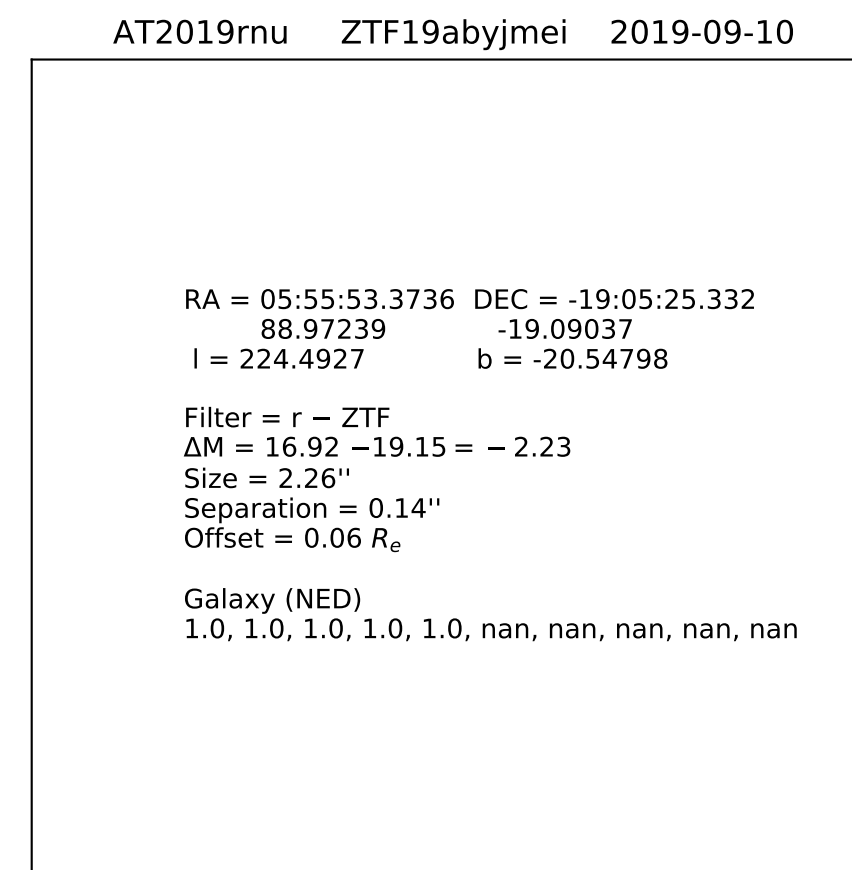 AT2019rnu ZTF19abyjmei 2019-09-10
RA = 05:55:53.3736 DEC = -19:05:25.332
88.97239 -19.09037
l = 224.4927 b = -20.54798
Filter = r − ZTF
ΔM = 16.92 −19.15 = − 2.23
Size = 2.26''
Separation = 0.14''
Offset = 0.06 Rₑ
Galaxy (NED)
1.0, 1.0, 1.0, 1.0, 1.0, nan, nan, nan, nan, nan